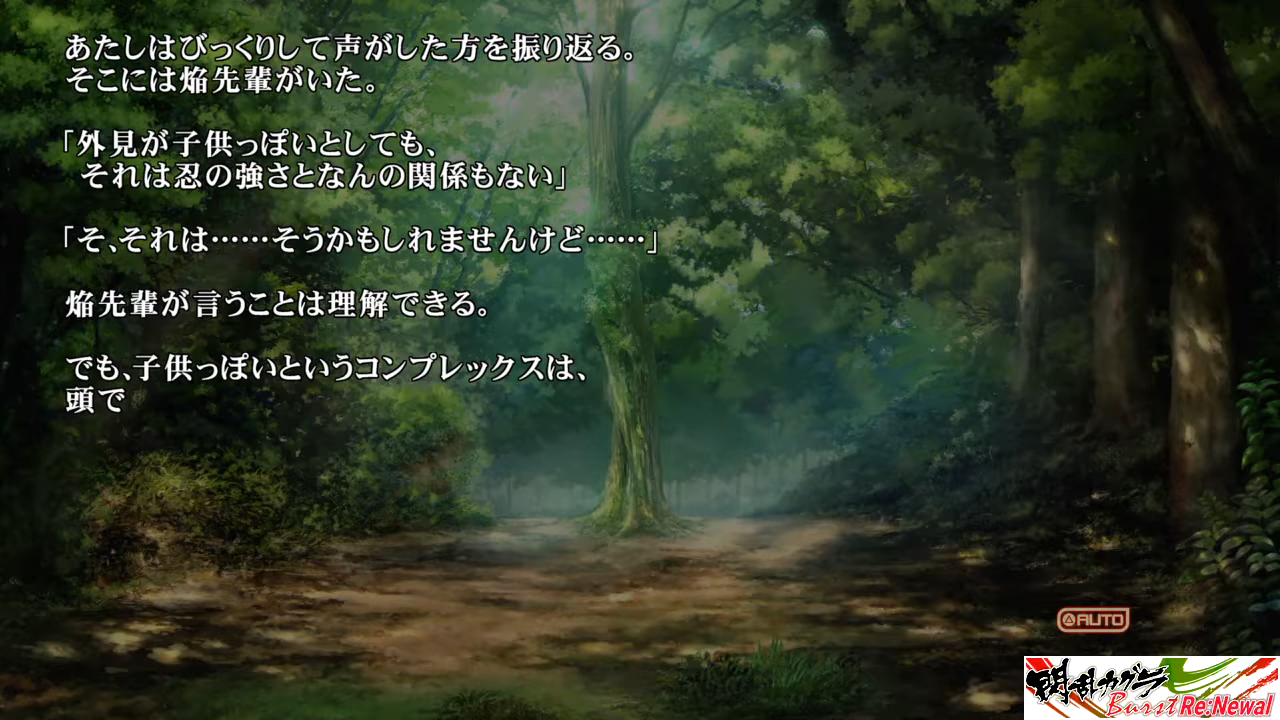 あたしはびっくりして声がした方を振り返る。
そこには焔先輩がいた。
「外見が子供っぽいとしても、
それは忍の強さとなんの関係もない」
「そ、それは……そうかもしれませんけど……」
焔先輩が言うことは理解できる。
でも、子供っぽいというコンプレックスは、
頭で
AUTO
閃乱カグラ
Burst Re:Newal